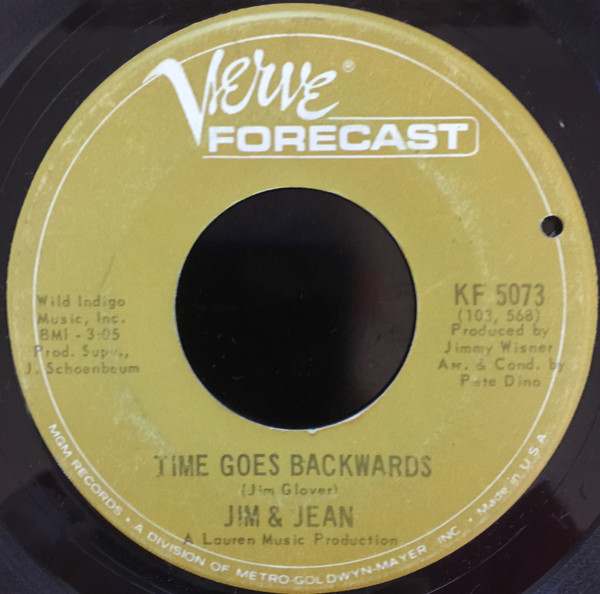 Verve®
FORECAST
Wild Indigo
Music, Inc.
BMI - 3:05
Prod. Supv.,
J. Schoenbaum
KF 5073
(103, 568)
Produced by
Jimmy Wisner
Arr. & Cond. by
Pete Dino
TIME GOES BACKWARDS
(Jim Glover)
JIM & JEAN
A Lauren Music Production
MGM RECORDS • A DIVISION OF METRO-GOLDWYN-MAYER INC. • Made in U.S.A.